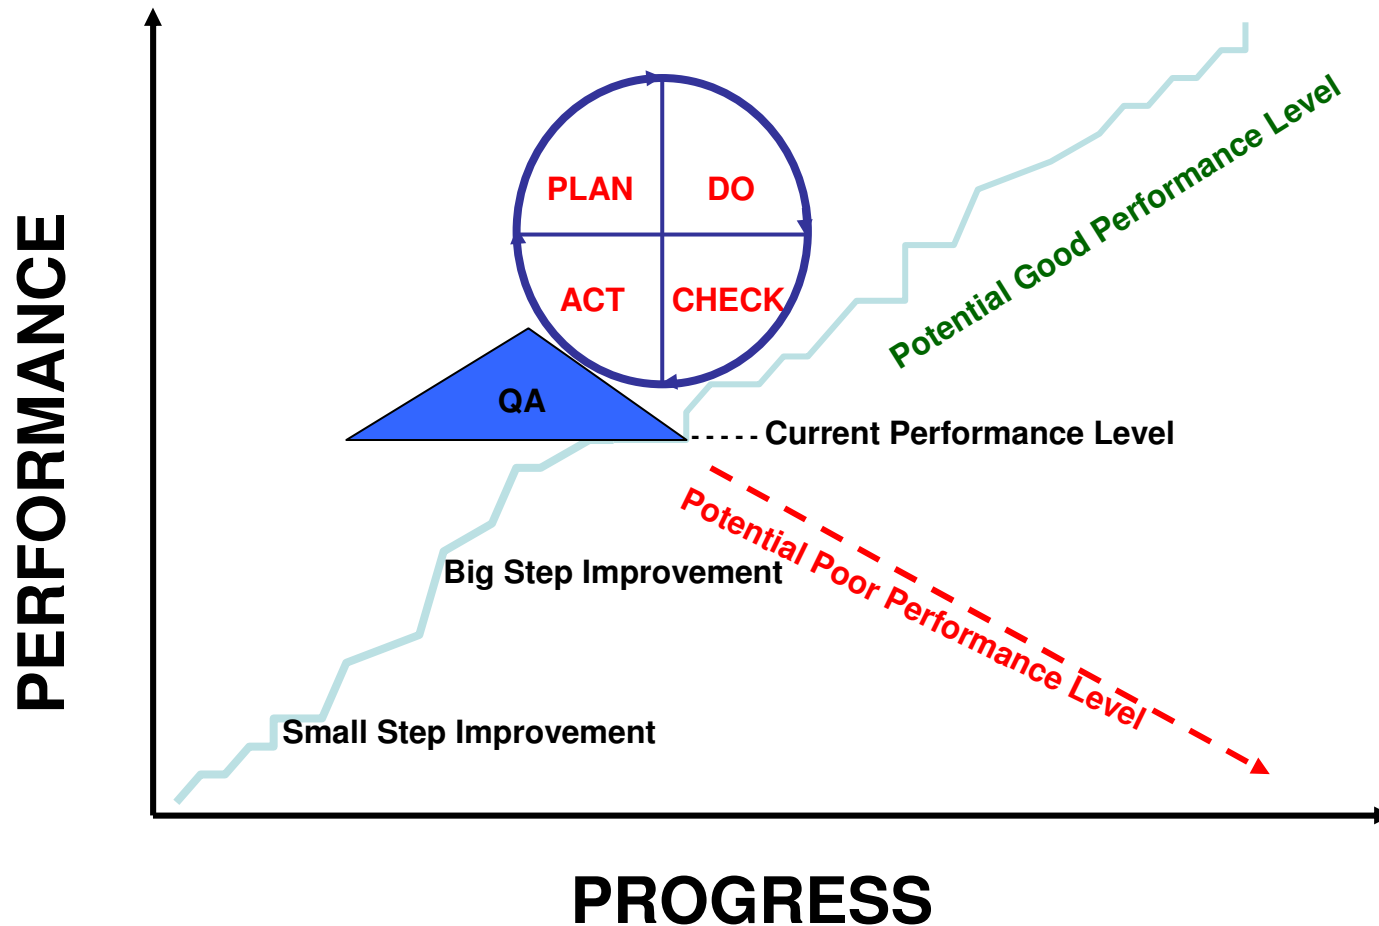 PERFORMANCE
PLAN
DO
ACT
CHECK
QA
Potential Good Performance Level
Current Performance Level
Potential Poor Performance Level
Big Step Improvement
Small Step Improvement
PROGRESS